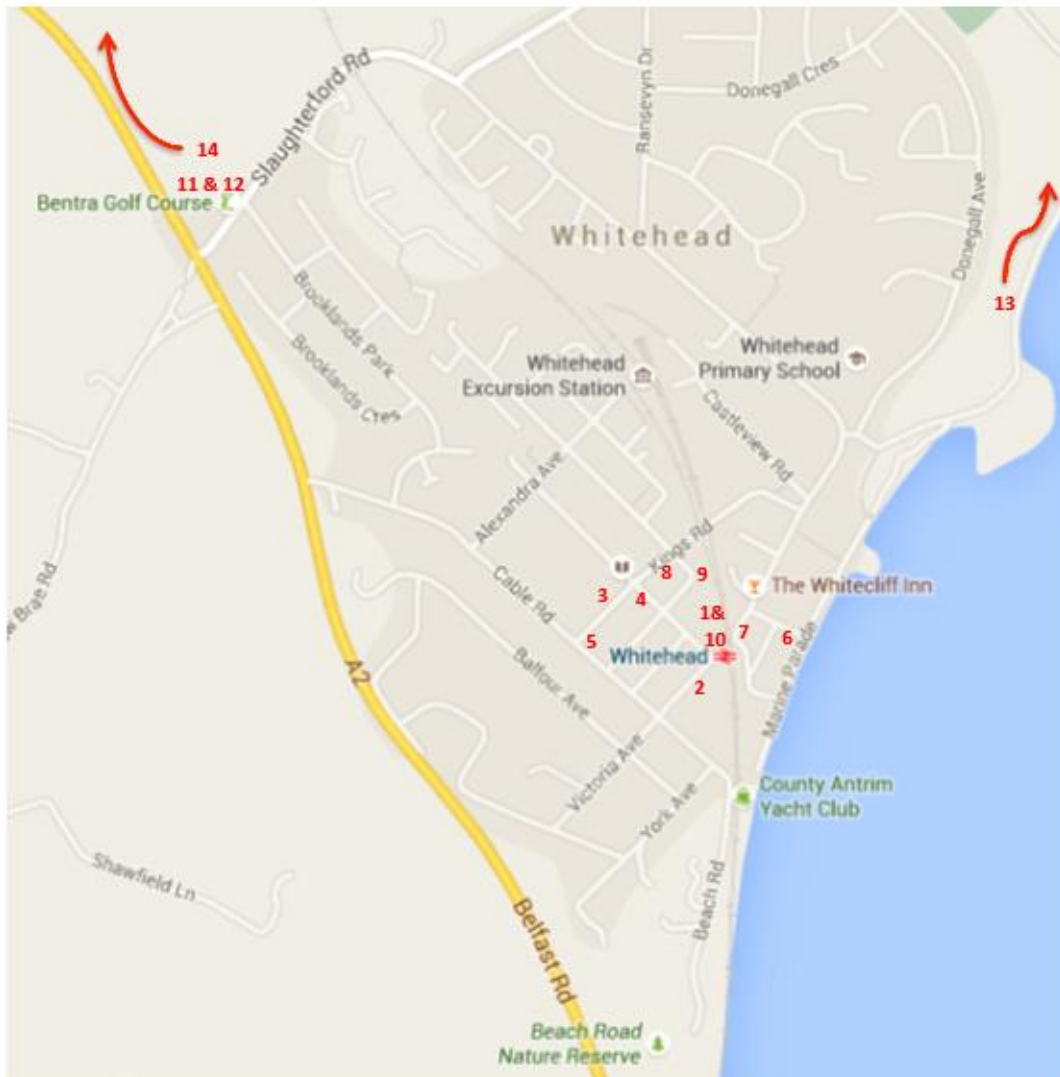 Slaughterford Rd
Ransevyn Dr
Donegall Cres
14
11 & 12
Bentra Golf Course
Donegall Ave
Whitehead
13
Brooklands Park
Brooklands Cres
Whitehead
Excursion Station
Whitehead
Primary School
Castleview Rd
Alexandra Ave
Kings Rd
Cable Rd
8
9
The Whitecliff Inn
3
4
1&
10
7
6
5
Whitehead
2
Brae Rd
A2
Balfour Ave
Marine Parade
Victoria Ave
York Ave
County Antrim
Yacht Club
Shawfield Ln
Beach Rd
Belfast Rd
Beach Road
Nature Reserve